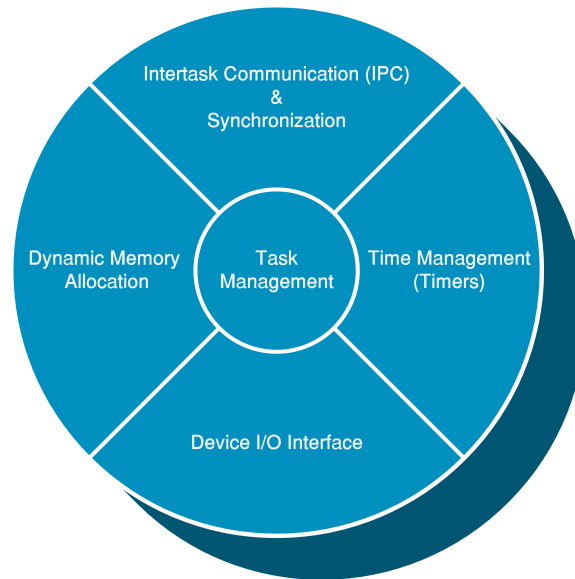 Intertask Communication (IPC)
&
Synchronization
Dynamic Memory
Allocation
Task
Management
Time Management
(Timers)
Device I/O Interface